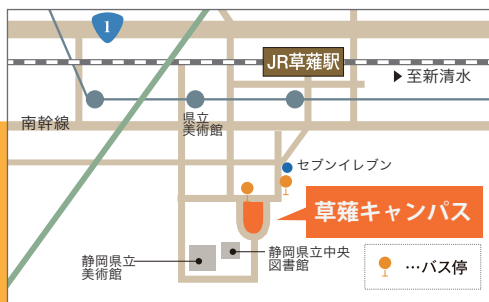 1
JR草薙駅
▶至新清水
南幹線
県立
美術館
セブンイレブン
草薙キャンパス
静岡県立中央
図書館
静岡県立
美術館
…バス停